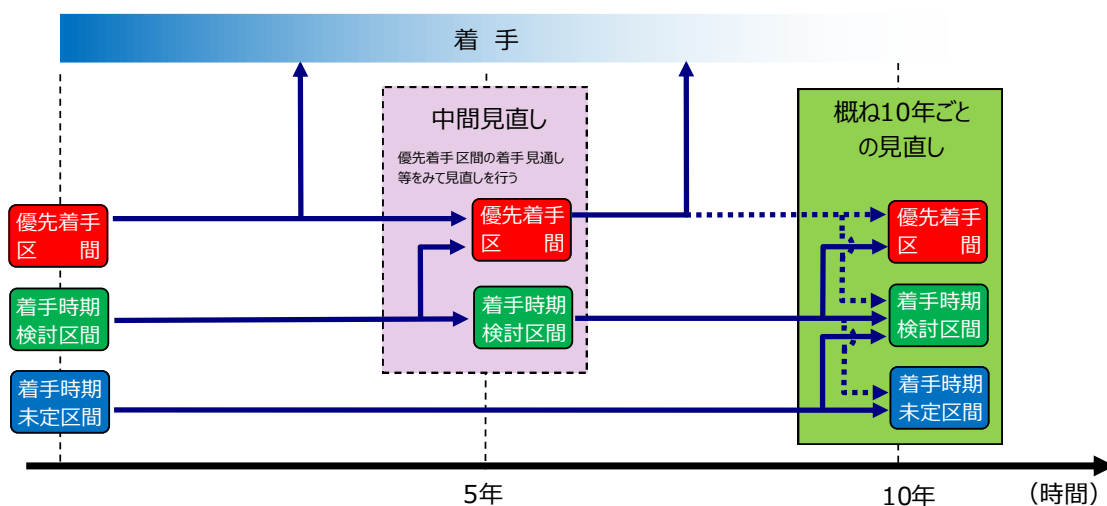 着 手
中間見直し
優先着手区間の着手見通し
等をみて見直しを行う
概ね10年ごと
の見直し
優先着手
区　　間
着手時期
検討区間
着手時期
未定区間
優先着手
区　　間
着手時期
検討区間
優先着手
区　　間
着手時期
検討区間
着手時期
未定区間
5年
10年
（時間）